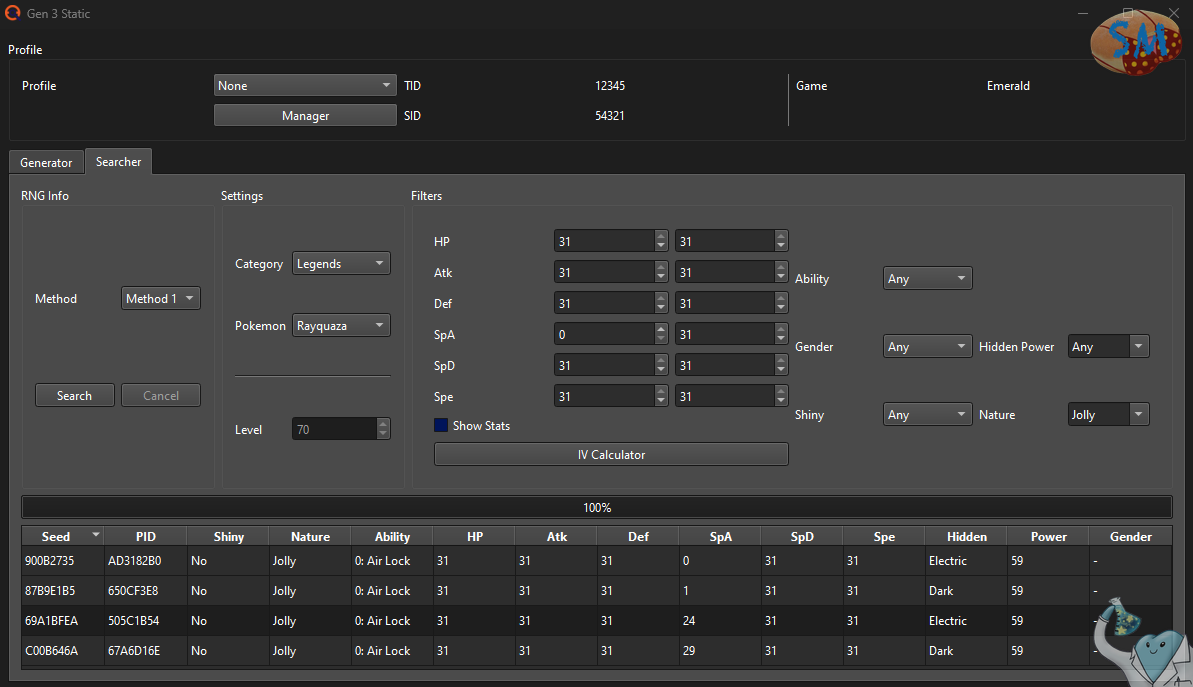 Gen 3 Static
SM
Profile
Profile None TID 12345 Game Emerald
Manager SID 54321
Generator Searcher
RNG Info Settings Filters
HP 31 31
Category Legends Atk 31 31 Ability Any
Method Method 1 Def 31 31
Pokemon Rayquaza SpA 0 31 Gender Any Hidden Power Any
SpD 31 31
Search Cancel Spe 31 31
Level 70 Show Stats Shiny Any Nature Jolly
IV Calculator
100%
Seed PID Shiny Nature Ability HP Atk Def SpA SpD Spe Hidden Power Gender
900B2735 AD3182B0 No Jolly 0: Air Lock 31 31 31 0 31 31 Electric 59 -
87B9E1B5 650CF3E8 No Jolly 0: Air Lock 31 31 31 1 31 31 Dark 59 -
69A1BFEA 505C1B54 No Jolly 0: Air Lock 31 31 31 24 31 31 Electric 59 -
C00B646A 67A6D16E No Jolly 0: Air Lock 31 31 31 29 31 31 Dark 59 -